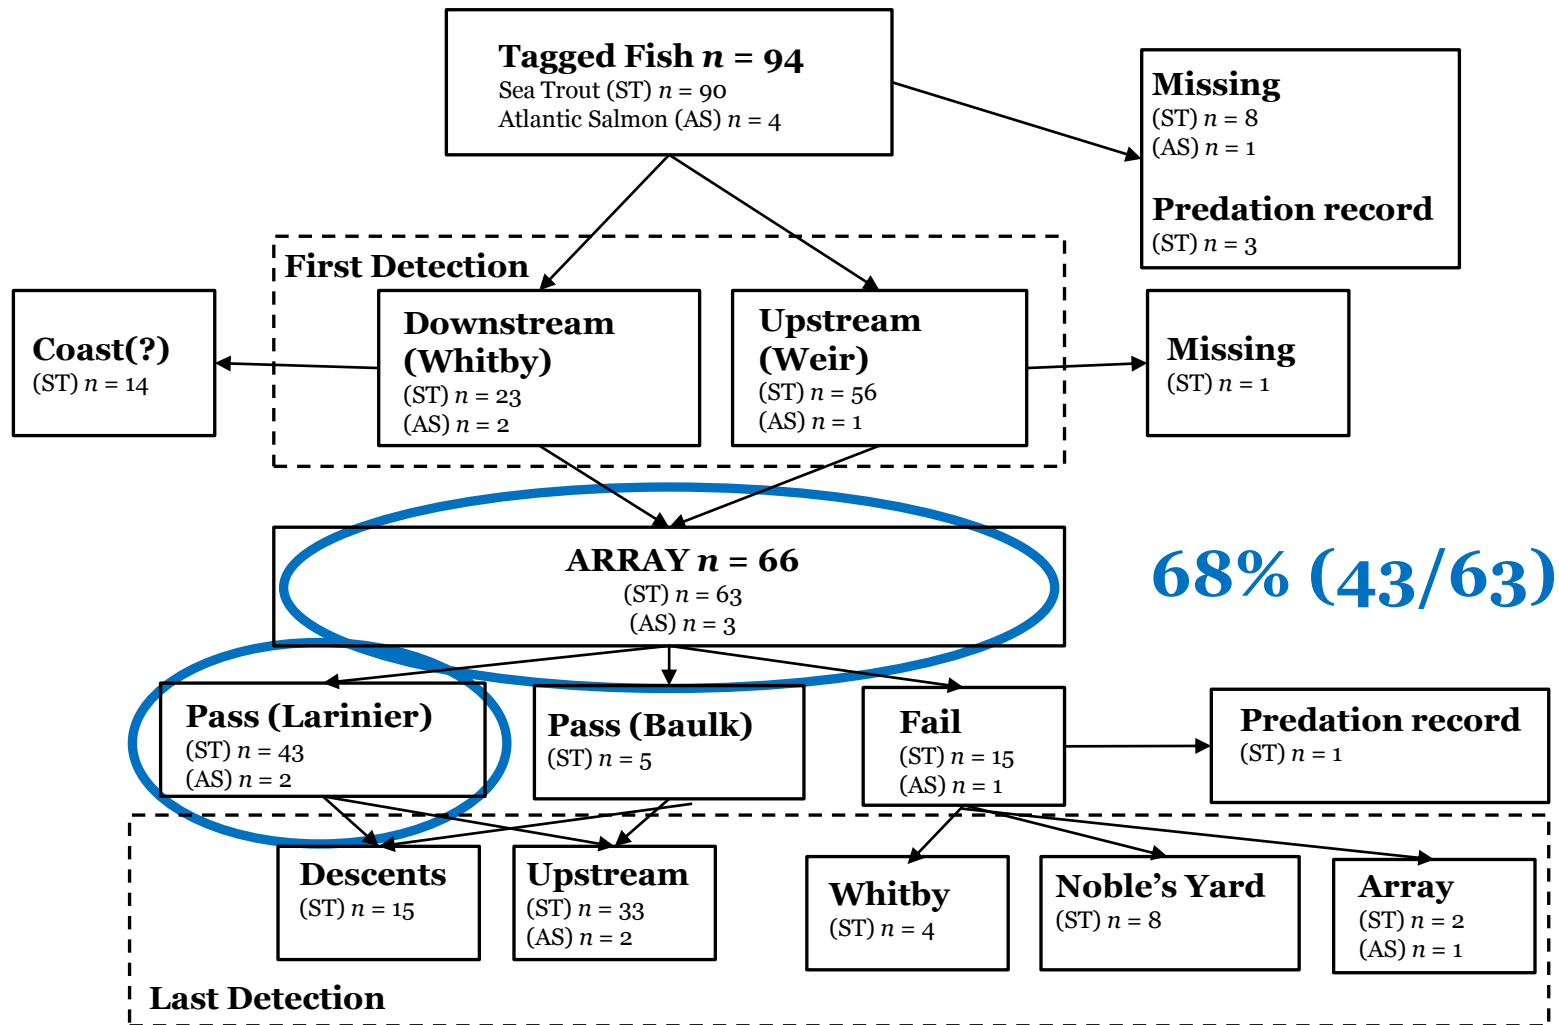 Tagged Fish n = 94
Sea Trout (ST) n = 90
Atlantic Salmon (AS) n = 4
Missing
(ST) n = 8
(AS) n = 1
Predation record
(ST) n = 3
First Detection
Coast(?)
(ST) n = 14
Downstream
(Whitby)
(ST) n = 23
(AS) n = 2
Upstream
(Weir)
(ST) n = 56
(AS) n = 1
Missing
(ST) n = 1
ARRAY n = 66
(ST) n = 63
(AS) n = 3
68% (43/63)
Pass (Larinier)
(ST) n = 43
(AS) n = 2
Pass (Baulk)
(ST) n = 5
Fail
(ST) n = 15
(AS) n = 1
Predation record
(ST) n = 1
Descents
(ST) n = 15
Upstream
(ST) n = 33
(AS) n = 2
Whitby
(ST) n = 4
Noble's Yard
(ST) n = 8
Array
(ST) n = 2
(AS) n = 1
Last Detection